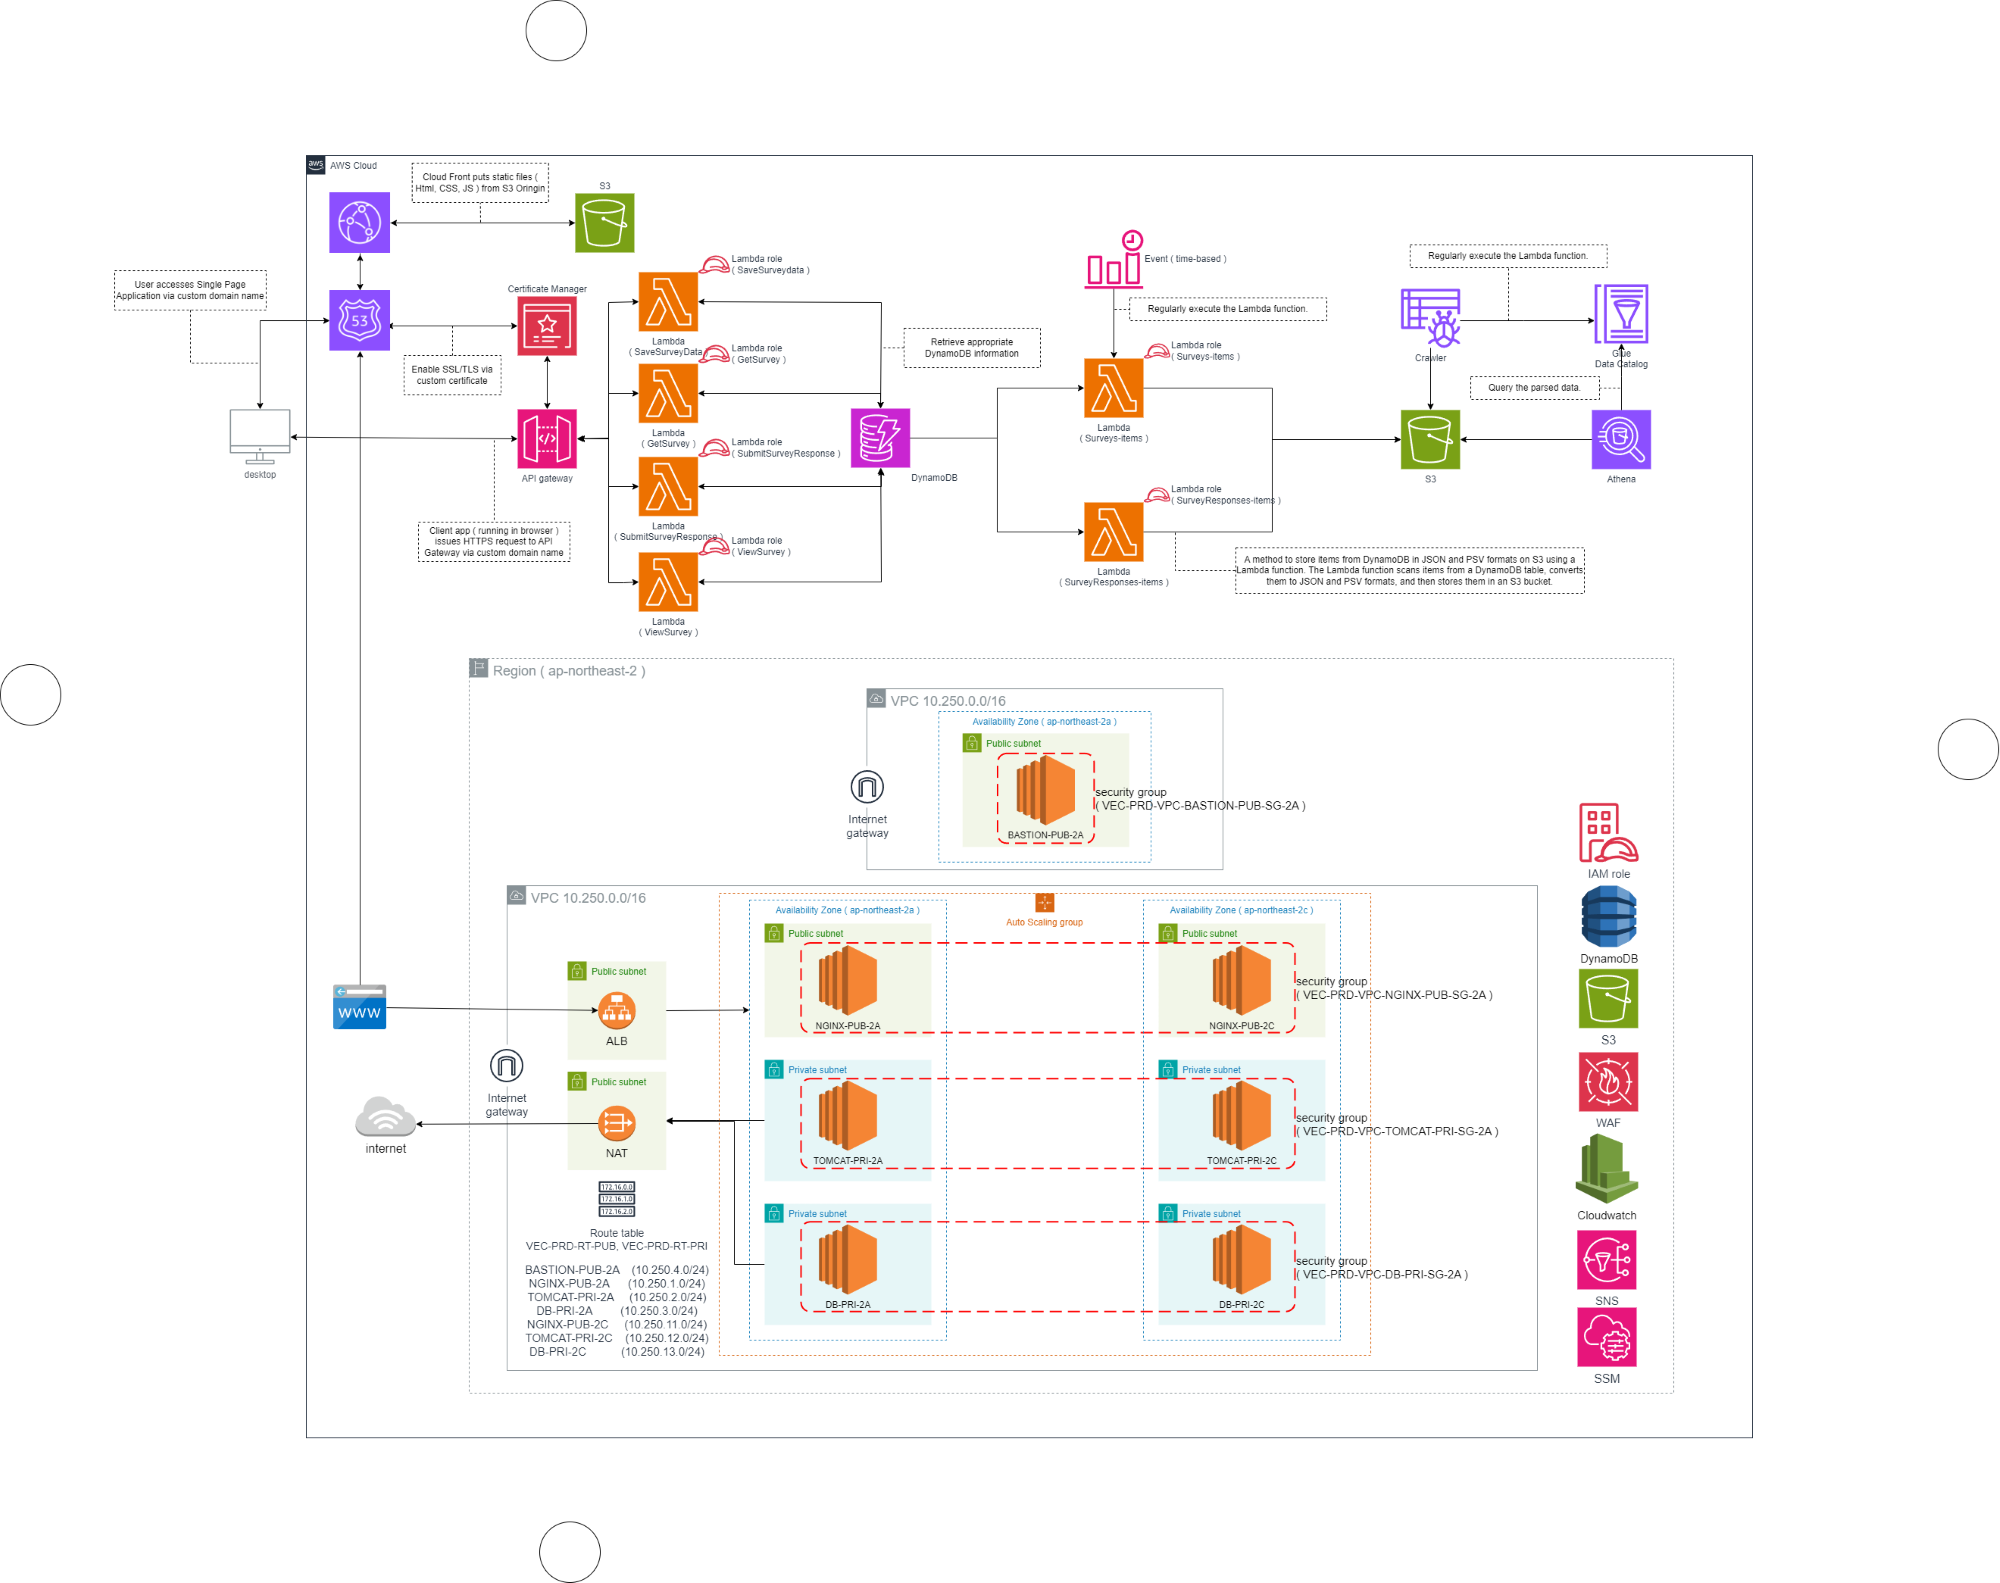 aws
AWS Cloud
Cloud Front puts static files (
Html, CSS, JS ) from S3 Oringin
S3
User accesses Single Page
Application via custom domain name
53
Certificate Manager
Enable SSL/TLS via
custom certificate
desktop
API gateway
Client app ( running in browser )
issues HTTPS request to API
Gateway via custom domain name
Lambda role
( SaveSurveydata )
Lambda
( SaveSurveyData
Lambda role
( GetSurvey )
Lambda
( GetSurvey )
Lambda role
( SubmitSurveyResponse )
Lambda
( SubmitSurveyResponse )
Lambda role
( ViewSurvey )
Lambda
( ViewSurvey )
Retrieve appropriate
DynamoDB information
DynamoDB
Event ( time-based )
Regularly execute the Lambda function.
Lambda role
( Surveys-items )
Lambda
( Surveys-items )
Lambda role
( SurveyResponses-items )
Lambda
( SurveyResponses-items )
A method to store items from DynamoDB in JSON and PSV formats on S3 using a
Lambda function. The Lambda function scans items from a DynamoDB table, converts
them to JSON and PSV formats, and then stores them in an S3 bucket.
Regularly execute the Lambda function.
Crawler
Glue
Data Catalog
Query the parsed data.
S3
Athena
Region ( ap-northeast-2 )
VPC 10.250.0.0/16
Availability Zone ( ap-northeast-2a )
Public subnet
BASTION-PUB-2A
security group
( VEC-PRD-VPC-BASTION-PUB-SG-2A )
Internet
gateway
VPC 10.250.0.0/16
Auto Scaling group
Availability Zone ( ap-northeast-2a )
Availability Zone ( ap-northeast-2c )
Public subnet
ALB
Public subnet
NGINX-PUB-2A
Public subnet
NGINX-PUB-2C
security group
( VEC-PRD-VPC-NGINX-PUB-SG-2A )
WWW
Internet
gateway
internet
Public subnet
NAT
Private subnet
TOMCAT-PRI-2A
Private subnet
TOMCAT-PRI-2C
security group
( VEC-PRD-VPC-TOMCAT-PRI-SG-2A )
Private subnet
DB-PRI-2A
Private subnet
DB-PRI-2C
security group
( VEC-PRD-VPC-DB-PRI-SG-2A )
172.16.0.0
172.16.1.0
172.16.2.0
Route table
VEC-PRD-RT-PUB, VEC-PRD-RT-PRI
BASTION-PUB-2A (10.250.4.0/24)
NGINX-PUB-2A (10.250.1.0/24)
TOMCAT-PRI-2A (10.250.2.0/24)
DB-PRI-2A (10.250.3.0/24)
NGINX-PUB-2C (10.250.11.0/24)
TOMCAT-PRI-2C (10.250.12.0/24)
DB-PRI-2C (10.250.13.0/24)
IAM role
DynamoDB
S3
WAF
Cloudwatch
SNS
SSM